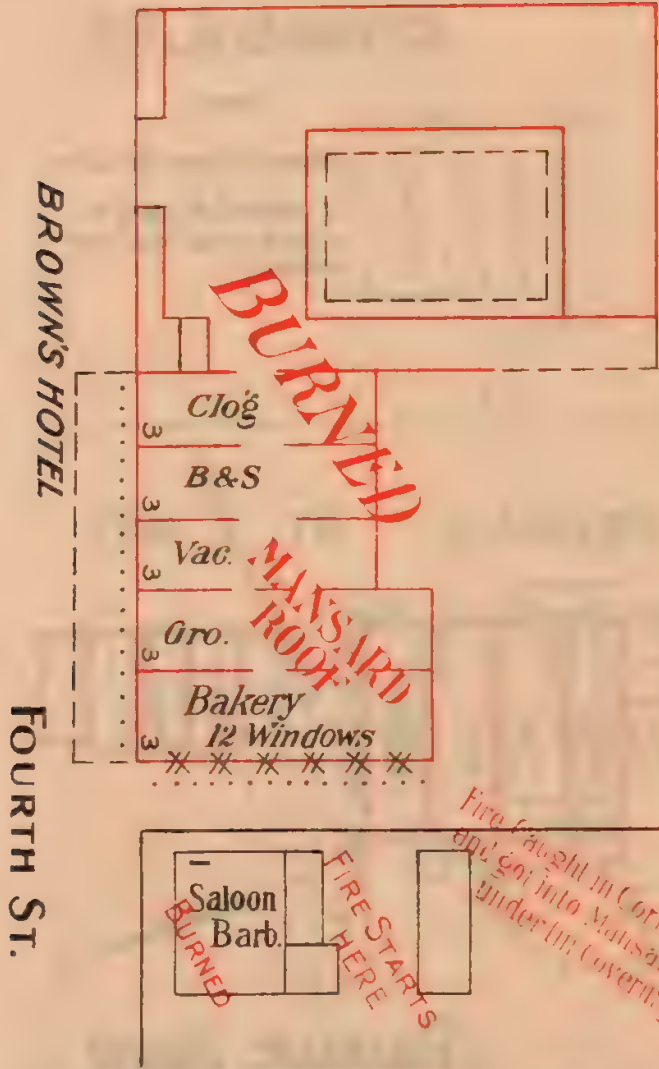 BROWN'S HOTEL
BURNED
Clo'g
3
B&S
3
Vac.
3
MANSARD
ROOF
Gro.
3
Bakery
12 Windows
3
FOURTH ST.
Saloon
Barb.
BURNED
FIRE STARTS
HERE
Fire Caught in Cor
and got into Mansa
under tin Covering